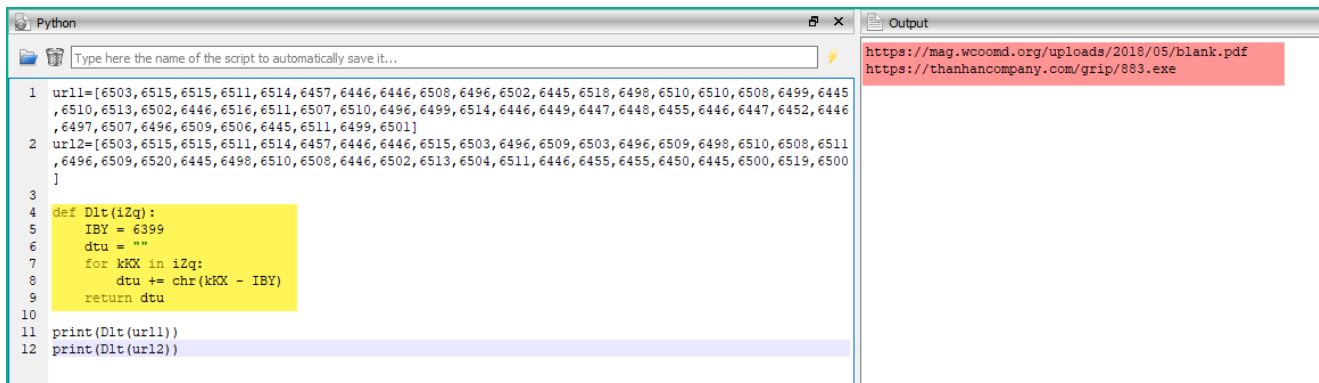 Python
Type here the name of the script to automatically save it...
1 url1=[6503,6515,6515,6511,6514,6457,6446,6446,6508,6496,6502,6445,6518,6498,6510,6510,6508,6499,6445
,6510,6513,6502,6446,6516,6511,6507,6510,6496,6499,6514,6446,6449,6447,6448,6455,6446,6447,6452,6446
,6497,6507,6496,6509,6506,6445,6511,6499,6501]
2 url2=[6503,6515,6515,6511,6514,6457,6446,6446,6515,6503,6496,6509,6503,6496,6509,6498,6510,6508,6511
,6496,6509,6520,6445,6498,6510,6508,6446,6502,6513,6504,6511,6446,6455,6455,6450,6445,6500,6519,6500
]
3
4 def Dlt(iZq):
5 IBY = 6399
6 dtu = ""
7 for kKX in iZq:
8 dtu += chr(kKX - IBY)
9 return dtu
10
11 print(Dlt(url1))
12 print(Dlt(url2))
Output
https://mag.wcoomd.org/uploads/2018/05/blank.pdf
https://thanhancompany.com/grip/883.exe